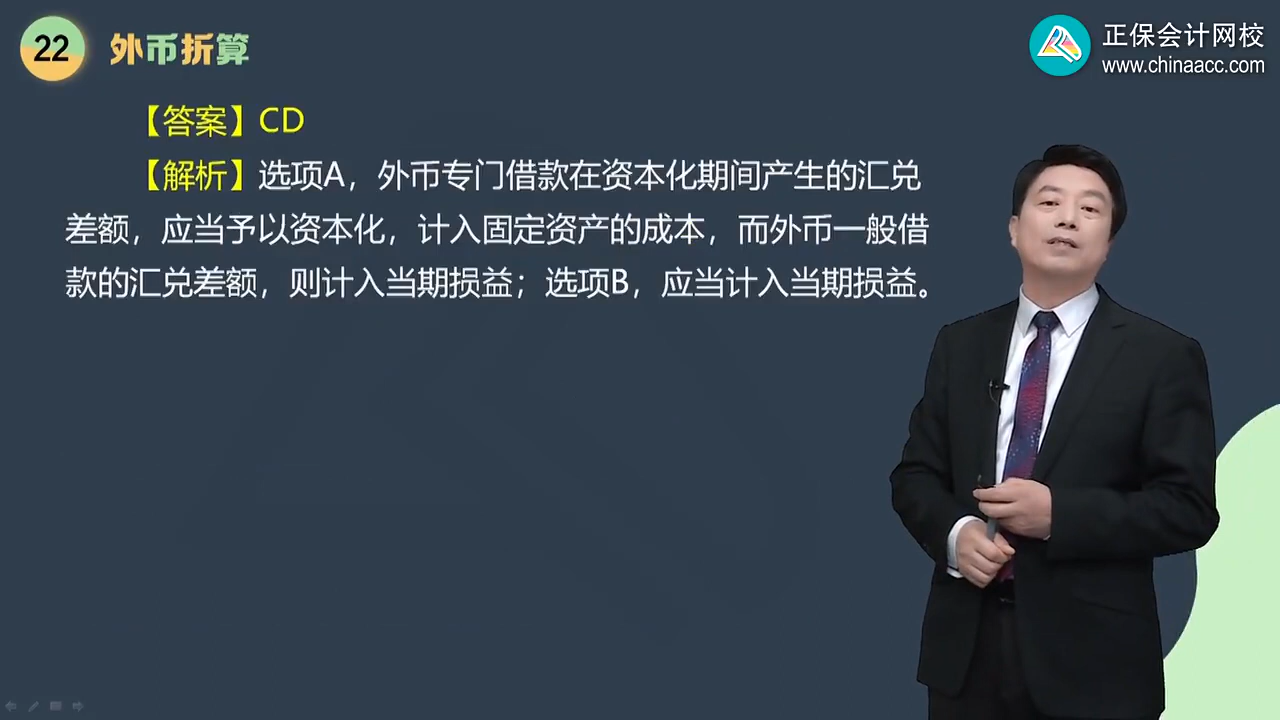 22 外币折算
正保会计网校
www.chinaacc.com
【答案】CD
【解析】选项A，外币专门借款在资本化期间产生的汇兑
差额，应当予以资本化，计入固定资产的成本，而外币一般借
款的汇兑差额，则计入当期损益；选项B，应当计入当期损益。